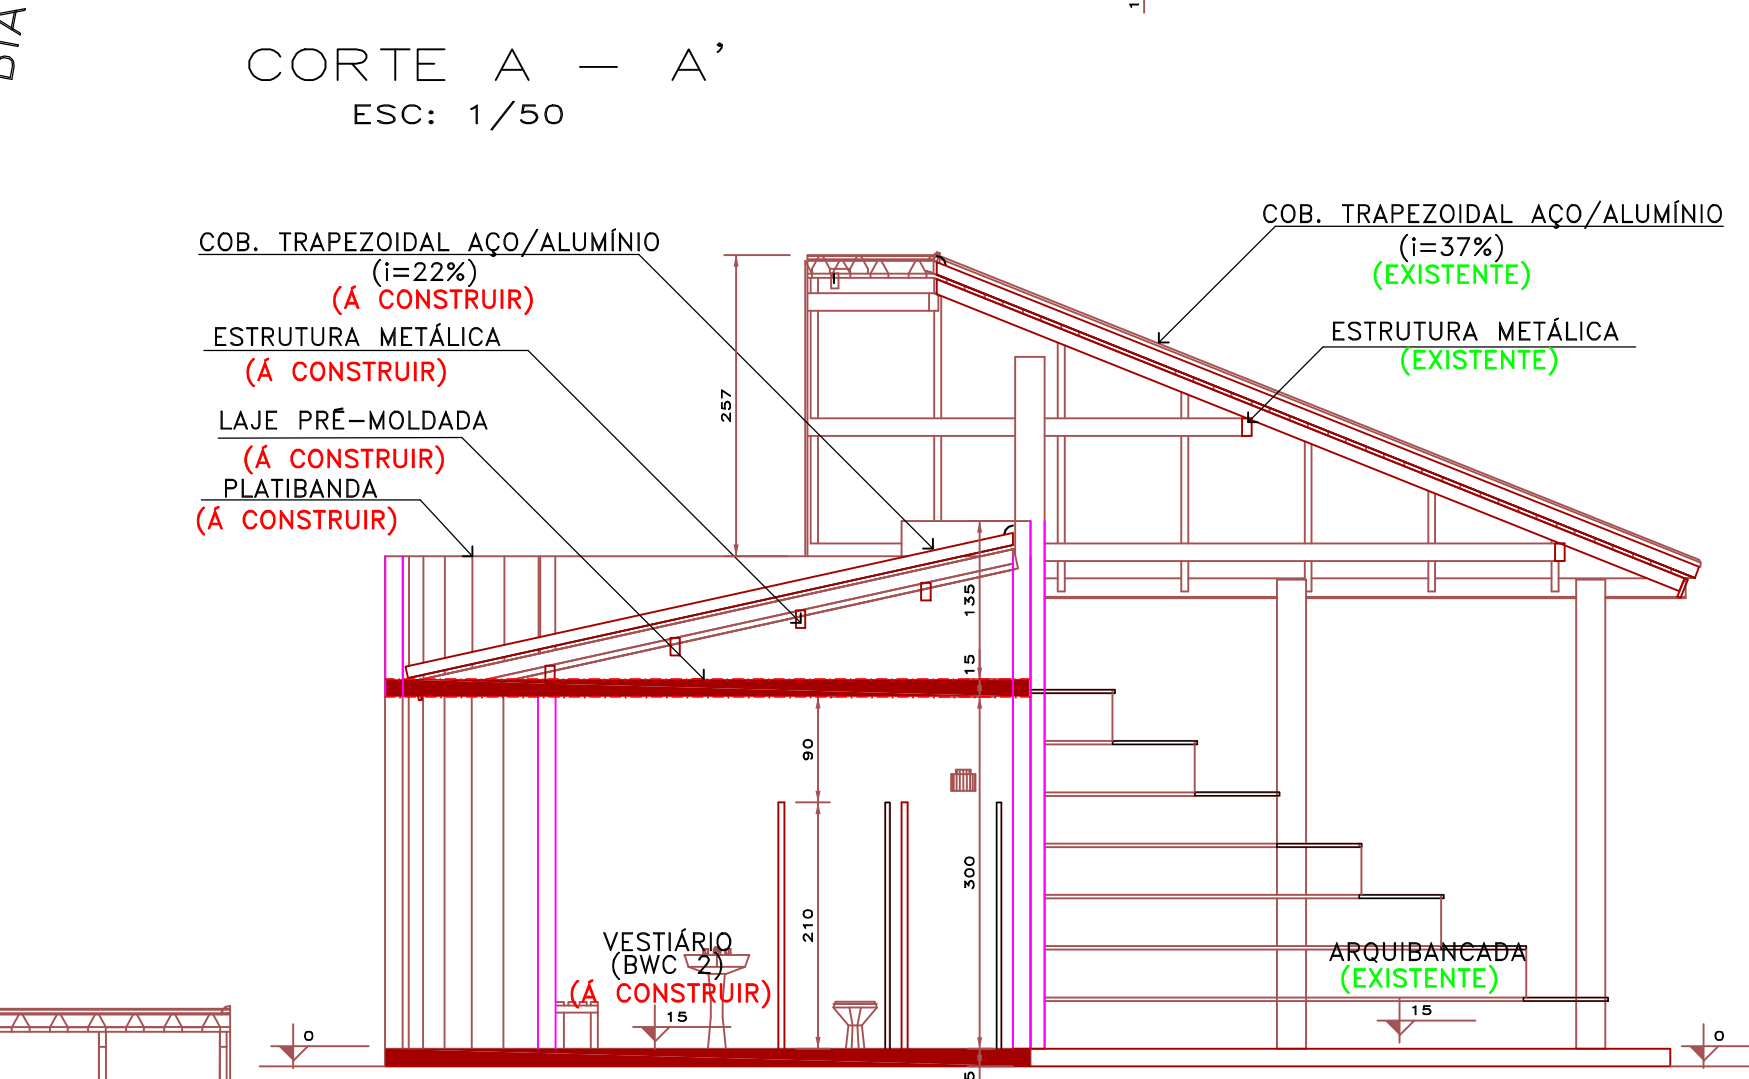 CORTE A - A'
ESC: 1/50
COB. TRAPEZOIDAL AÇO/ALUMÍNIO
(i=22%)
(Á CONSTRUIR)
ESTRUTURA METÁLICA
(Á CONSTRUIR)
LAJE PRÉ-MOLDADA
(Á CONSTRUIR)
PLATIBANDA
(Á CONSTRUIR)
COB. TRAPEZOIDAL AÇO/ALUMÍNIO
(i=37%)
(EXISTENTE)
ESTRUTURA METÁLICA
(EXISTENTE)
257
135
15
90
300
210
VESTIÁRIO
(BWC 2)
(Á CONSTRUIR)
15
ARQUIBANCADA
(EXISTENTE)
15
0
0